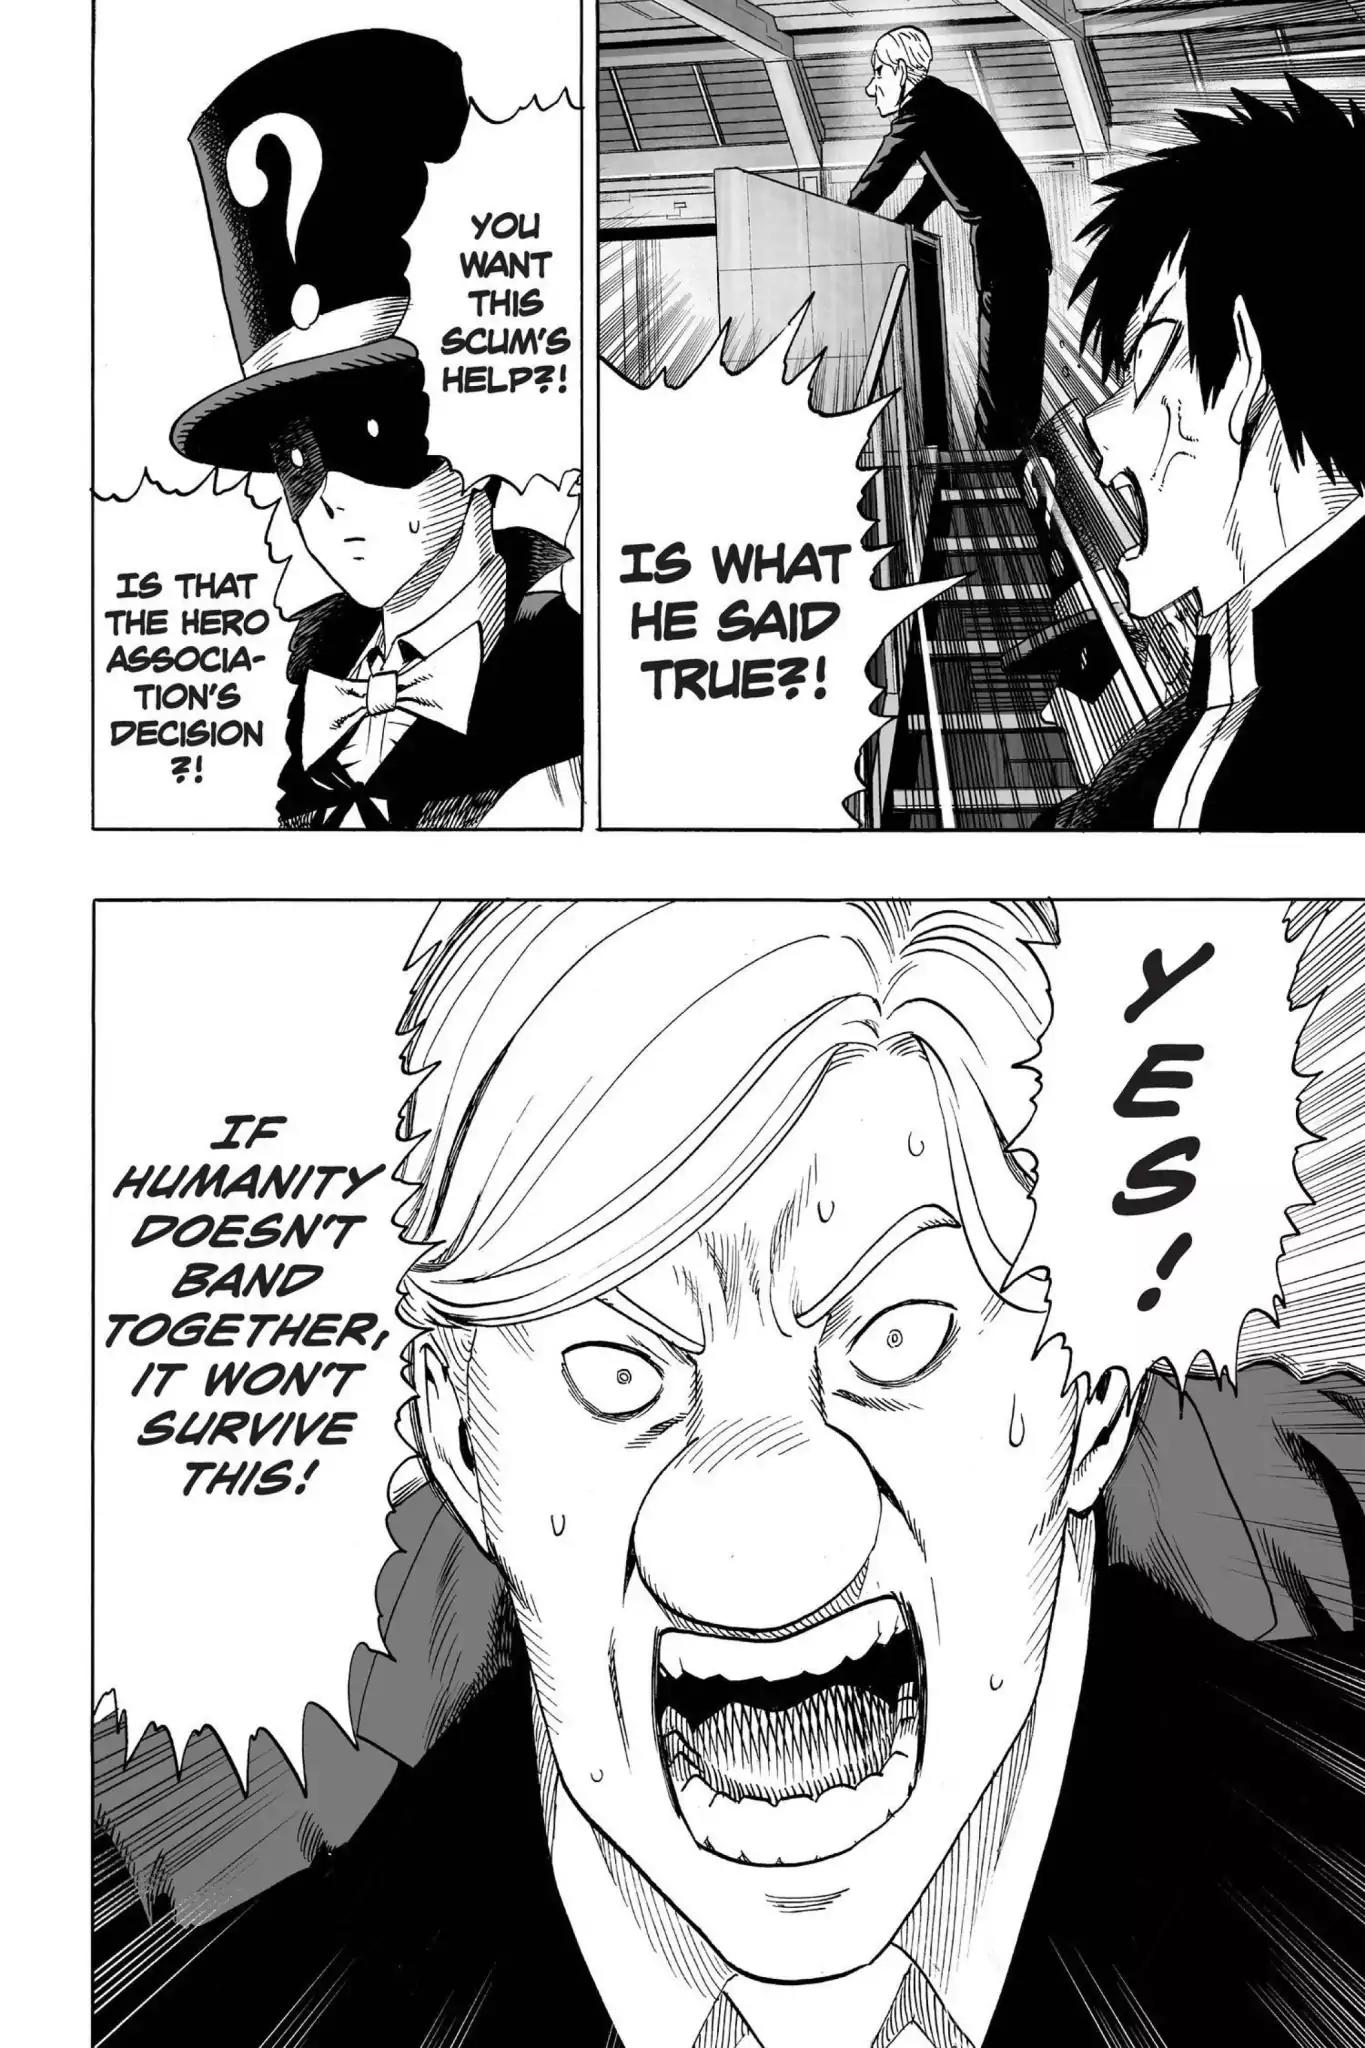 IS WHAT
HE SAID
TRUE?!
YOU
WANT
THIS
SCUM'S
HELP?!
IS THAT
THE HERO
ASSOCIA-
TION'S
DECISION
?!
YES!
IF
HUMANITY
DOESN'T
BAND
TOGETHER,
IT WON'T
SURVIVE
THIS!
?